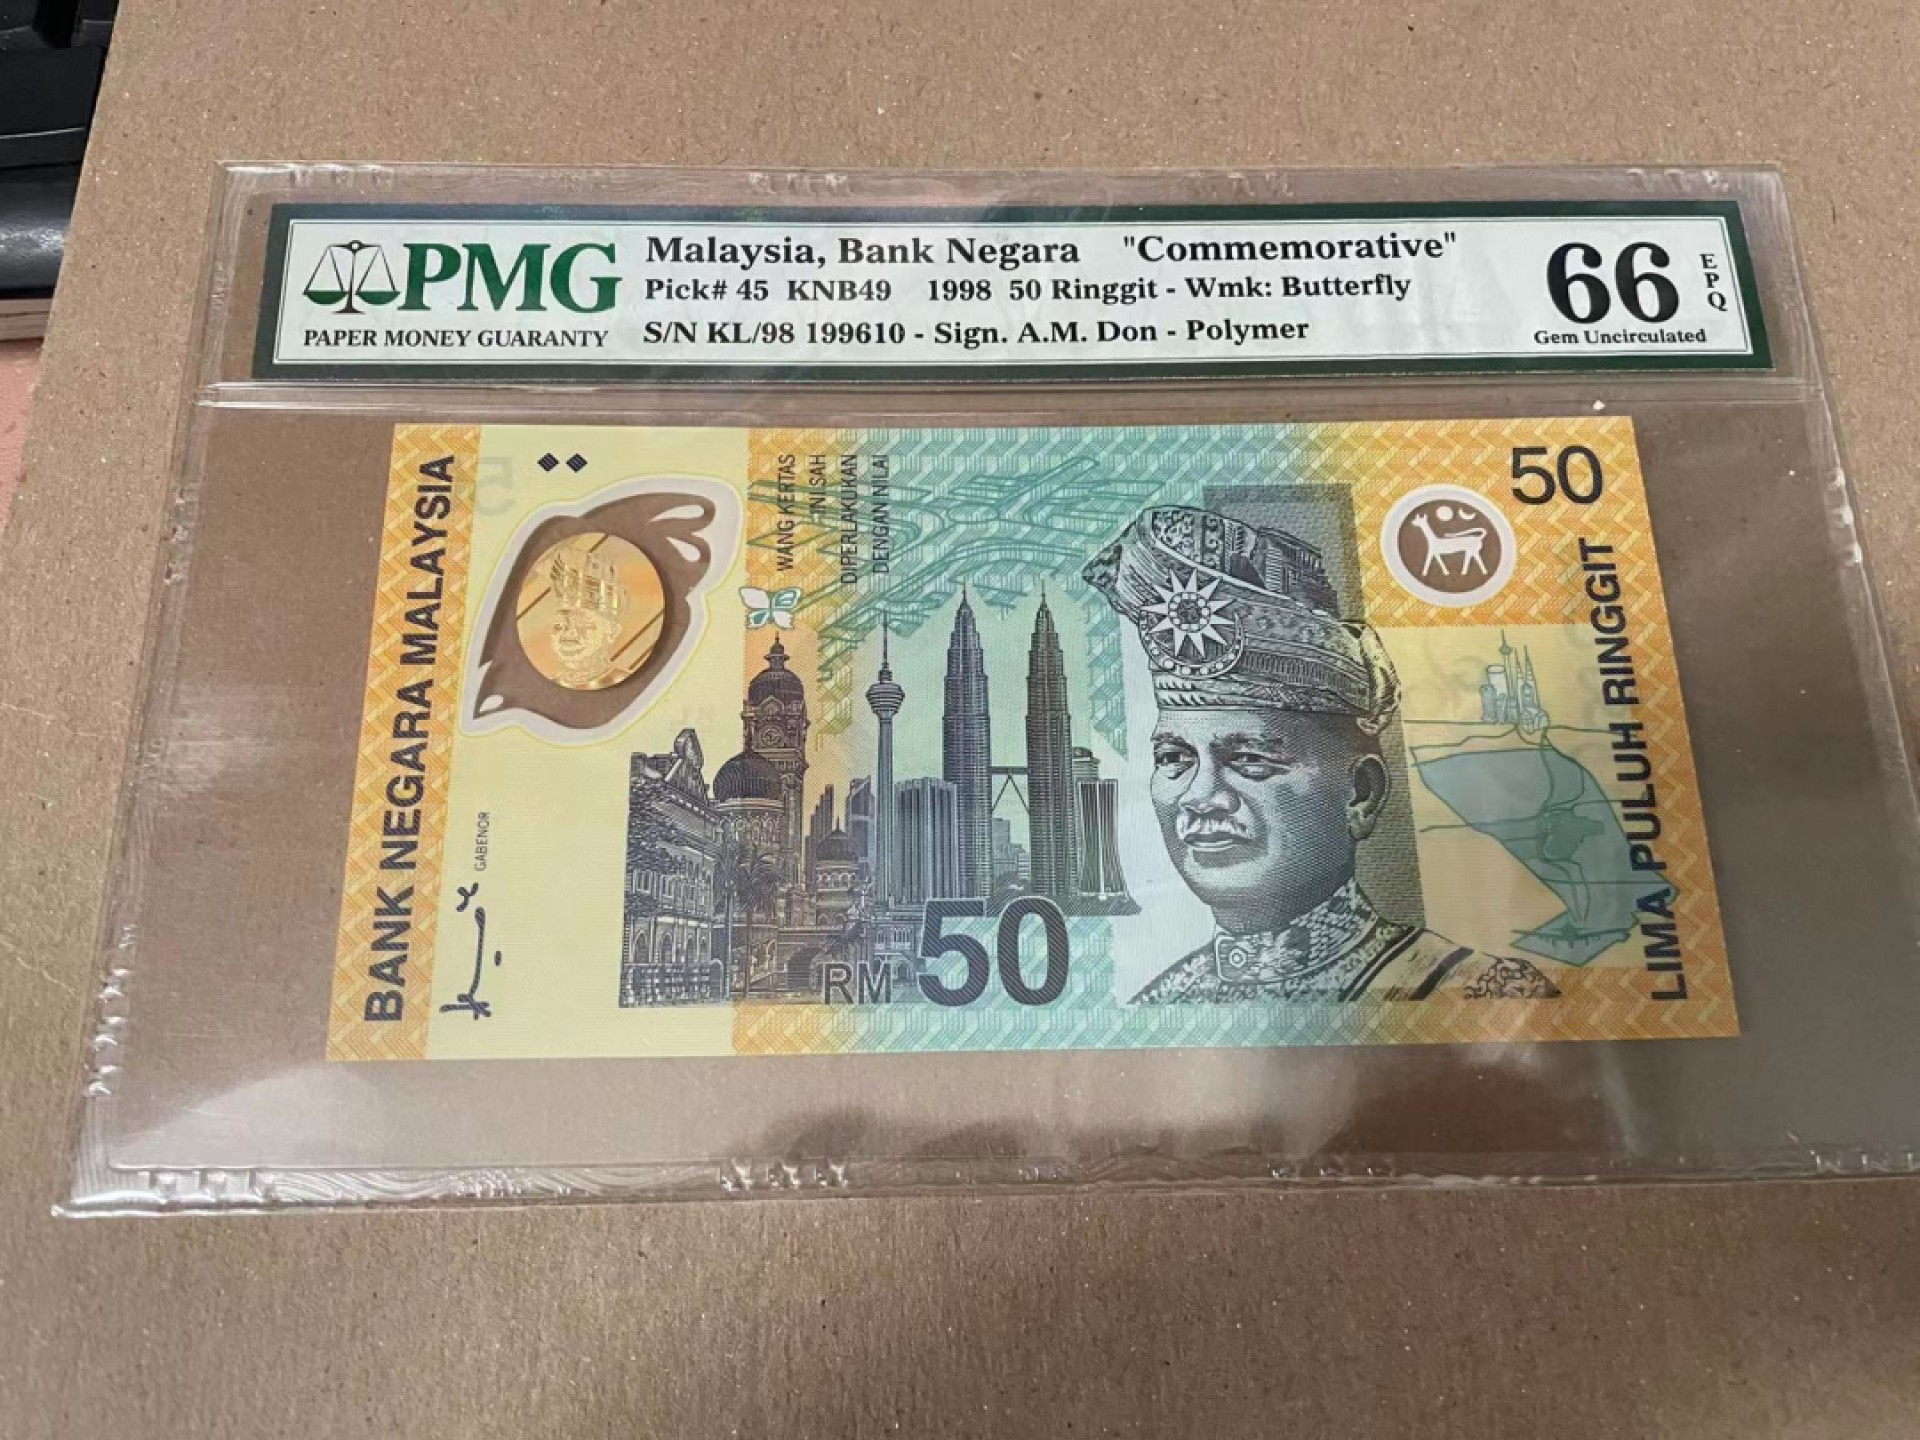 PMG
PAPER MONEY GUARANTY
Malaysia, Bank Negara "Commemorative"
Pick# 45 KNB49 1998 50 Ringgit - Wmk: Butterfly
S/N KL/98 199610 - Sign. A.M. Don - Polymer
66
EPQ
Gem Uncirculated
BANK NEGARA MALAYSIA
GABENOR
WANG KERTAS
INI SAH
DIPERLAKUKAN
DENGAN NILAI
RM 50
50
LIMA PULUH RINGGIT